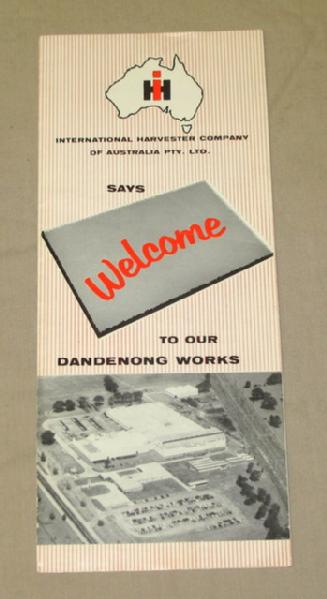 IH
INTERNATIONAL HARVESTER COMPANY
OF AUSTRALIA PTY. LTD.
SAYS
Welcome
TO OUR
DANDENONG WORKS